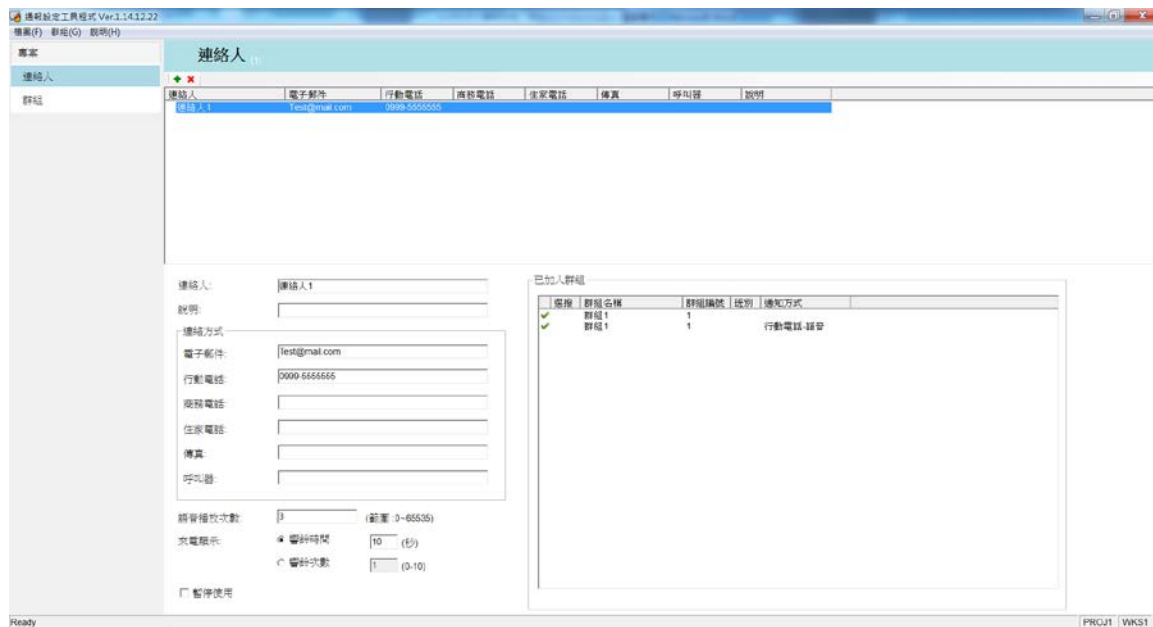 通報設定工具程式 Ver.1.14.12.22
檔案(F) 群組(G) 說明(H)
專案
連絡人
群組
連絡人 (1)
連絡人 電子郵件 行動電話 商務電話 住家電話 傳真 呼叫器 說明
連絡人1 Test@mail.com 0999-5555555
連絡人: 連絡人1
說明:
連絡方式
電子郵件: Test@mail.com
行動電話: 0999-5555555
商務電話:
住家電話:
傳真:
呼叫器:
語音播放次數: 3 (範圍:0~65535)
來電顯示: 響鈴時間 10 (秒)
響鈴次數 1 (0-10)
暫停使用
已加入群組
選擇 群組名稱 群組編號 班別 通知方式
群組1 1
群組1 1 行動電話-語音
Ready PROJ1 WKS1